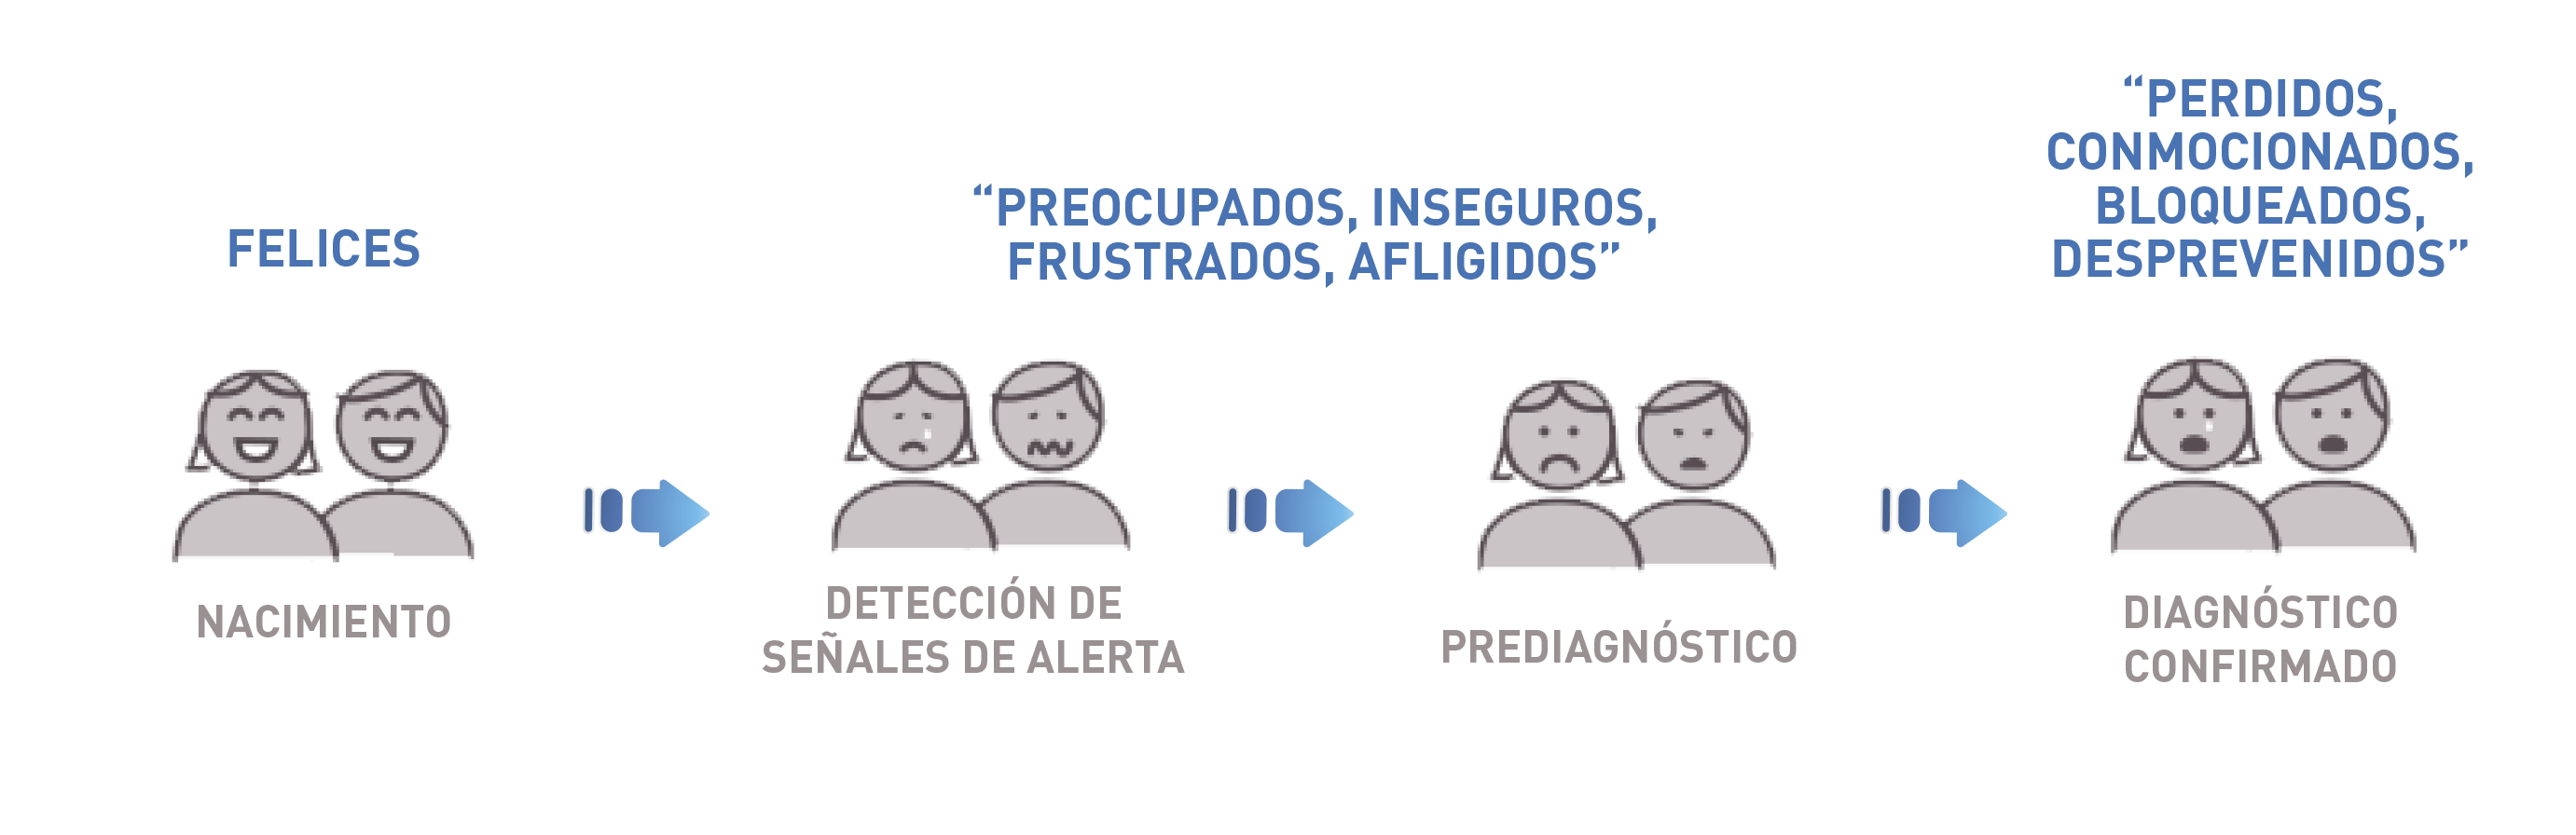 FELICES
“PREOCUPADOS, INSEGUROS,
FRUSTRADOS, AFLIGIDOS”
“PERDIDOS,
CONMOCIONADOS,
BLOQUEADOS,
DESPREVENIDOS”
NACIMIENTO
DETECCIÓN DE
SEÑALES DE ALERTA
PREDIAGNÓSTICO
DIAGNÓSTICO
CONFIRMADO